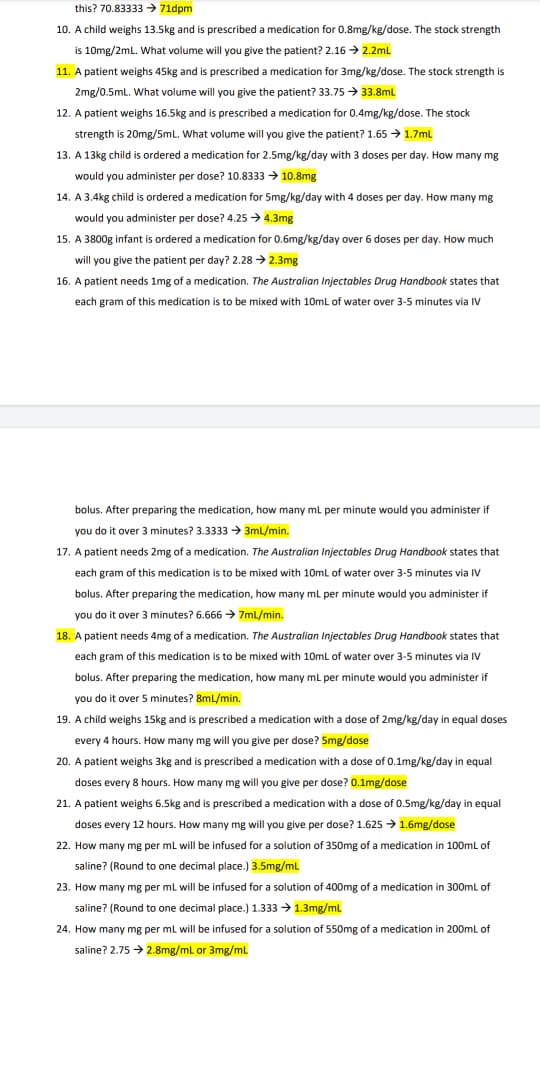 this? 70.83333 → 71dpm
10. A child weighs 13.5kg and is prescribed a medication for 0.8mg/kg/dose. The stock strength
is 10mg/2mL. What volume will you give the patient? 2.16 → 2.2mL
11. A patient weighs 45kg and is prescribed a medication for 3mg/kg/dose. The stock strength is
2mg/0.5mL. What volume will you give the patient? 33.75 → 33.8mL
12. A patient weighs 16.5kg and is prescribed a medication for 0.4mg/kg/dose. The stock
strength is 20mg/5mL. What volume will you give the patient? 1.65 → 1.7mL
13. A 13kg child is ordered a medication for 2.5mg/kg/day with 3 doses per day. How many mg
would you administer per dose? 10.8333 → 10.8mg
14. A 3.4kg child is ordered a medication for 5mg/kg/day with 4 doses per day. How many mg
would you administer per dose? 4.25 → 4.3mg
15. A 3800g infant is ordered a medication for 0.6mg/kg/day over 6 doses per day. How much
will you give the patient per day? 2.28 → 2.3mg
16. A patient needs 1mg of a medication. The Australian Injectables Drug Handbook states that
each gram of this medication is to be mixed with 10mL of water over 3-5 minutes via IV
bolus. After preparing the medication, how many mL per minute would you administer if
you do it over 3 minutes? 3.3333 → 3mL/min.
17. A patient needs 2mg of a medication. The Australian Injectables Drug Handbook states that
each gram of this medication is to be mixed with 10mL of water over 3-5 minutes via IV
bolus. After preparing the medication, how many mL per minute would you administer if
you do it over 3 minutes? 6.666 → 7mL/min.
18. A patient needs 4mg of a medication. The Australian Injectables Drug Handbook states that
each gram of this medication is to be mixed with 10mL of water over 3-5 minutes via IV
bolus. After preparing the medication, how many mL per minute would you administer if
you do it over 5 minutes? 8mL/min.
19. A child weighs 15kg and is prescribed a medication with a dose of 2mg/kg/day in equal doses
every 4 hours. How many mg will you give per dose? 5mg/dose
20. A patient weighs 3kg and is prescribed a medication with a dose of 0.1mg/kg/day in equal
doses every 8 hours. How many mg will you give per dose? 0.1mg/dose
21. A patient weighs 6.5kg and is prescribed a medication with a dose of 0.5mg/kg/day in equal
doses every 12 hours. How many mg will you give per dose? 1.625 → 1.6mg/dose
22. How many mg per mL will be infused for a solution of 350mg of a medication in 100mL of
saline? (Round to one decimal place.) 3.5mg/mL
23. How many mg per mL will be infused for a solution of 400mg of a medication in 300mL of
saline? (Round to one decimal place.) 1.333 → 1.3mg/mL
24. How many mg per mL will be infused for a solution of 550mg of a medication in 200mL of
saline? 2.75 → 2.8mg/mL or 3mg/mL